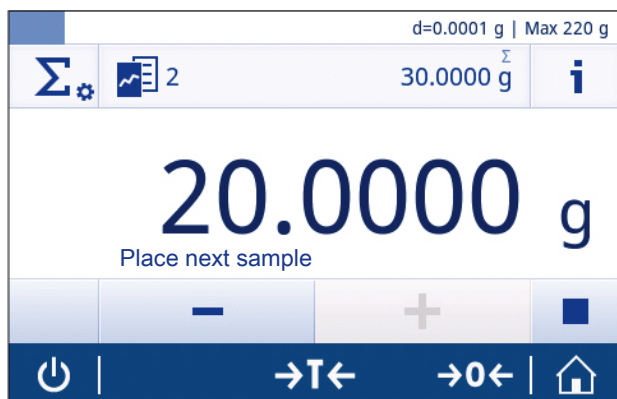 d=0.0001 g | Max 220 g
Σ 2 Σ 30.0000 g i
20.0000 g
Place next sample
− +
→T← →0←